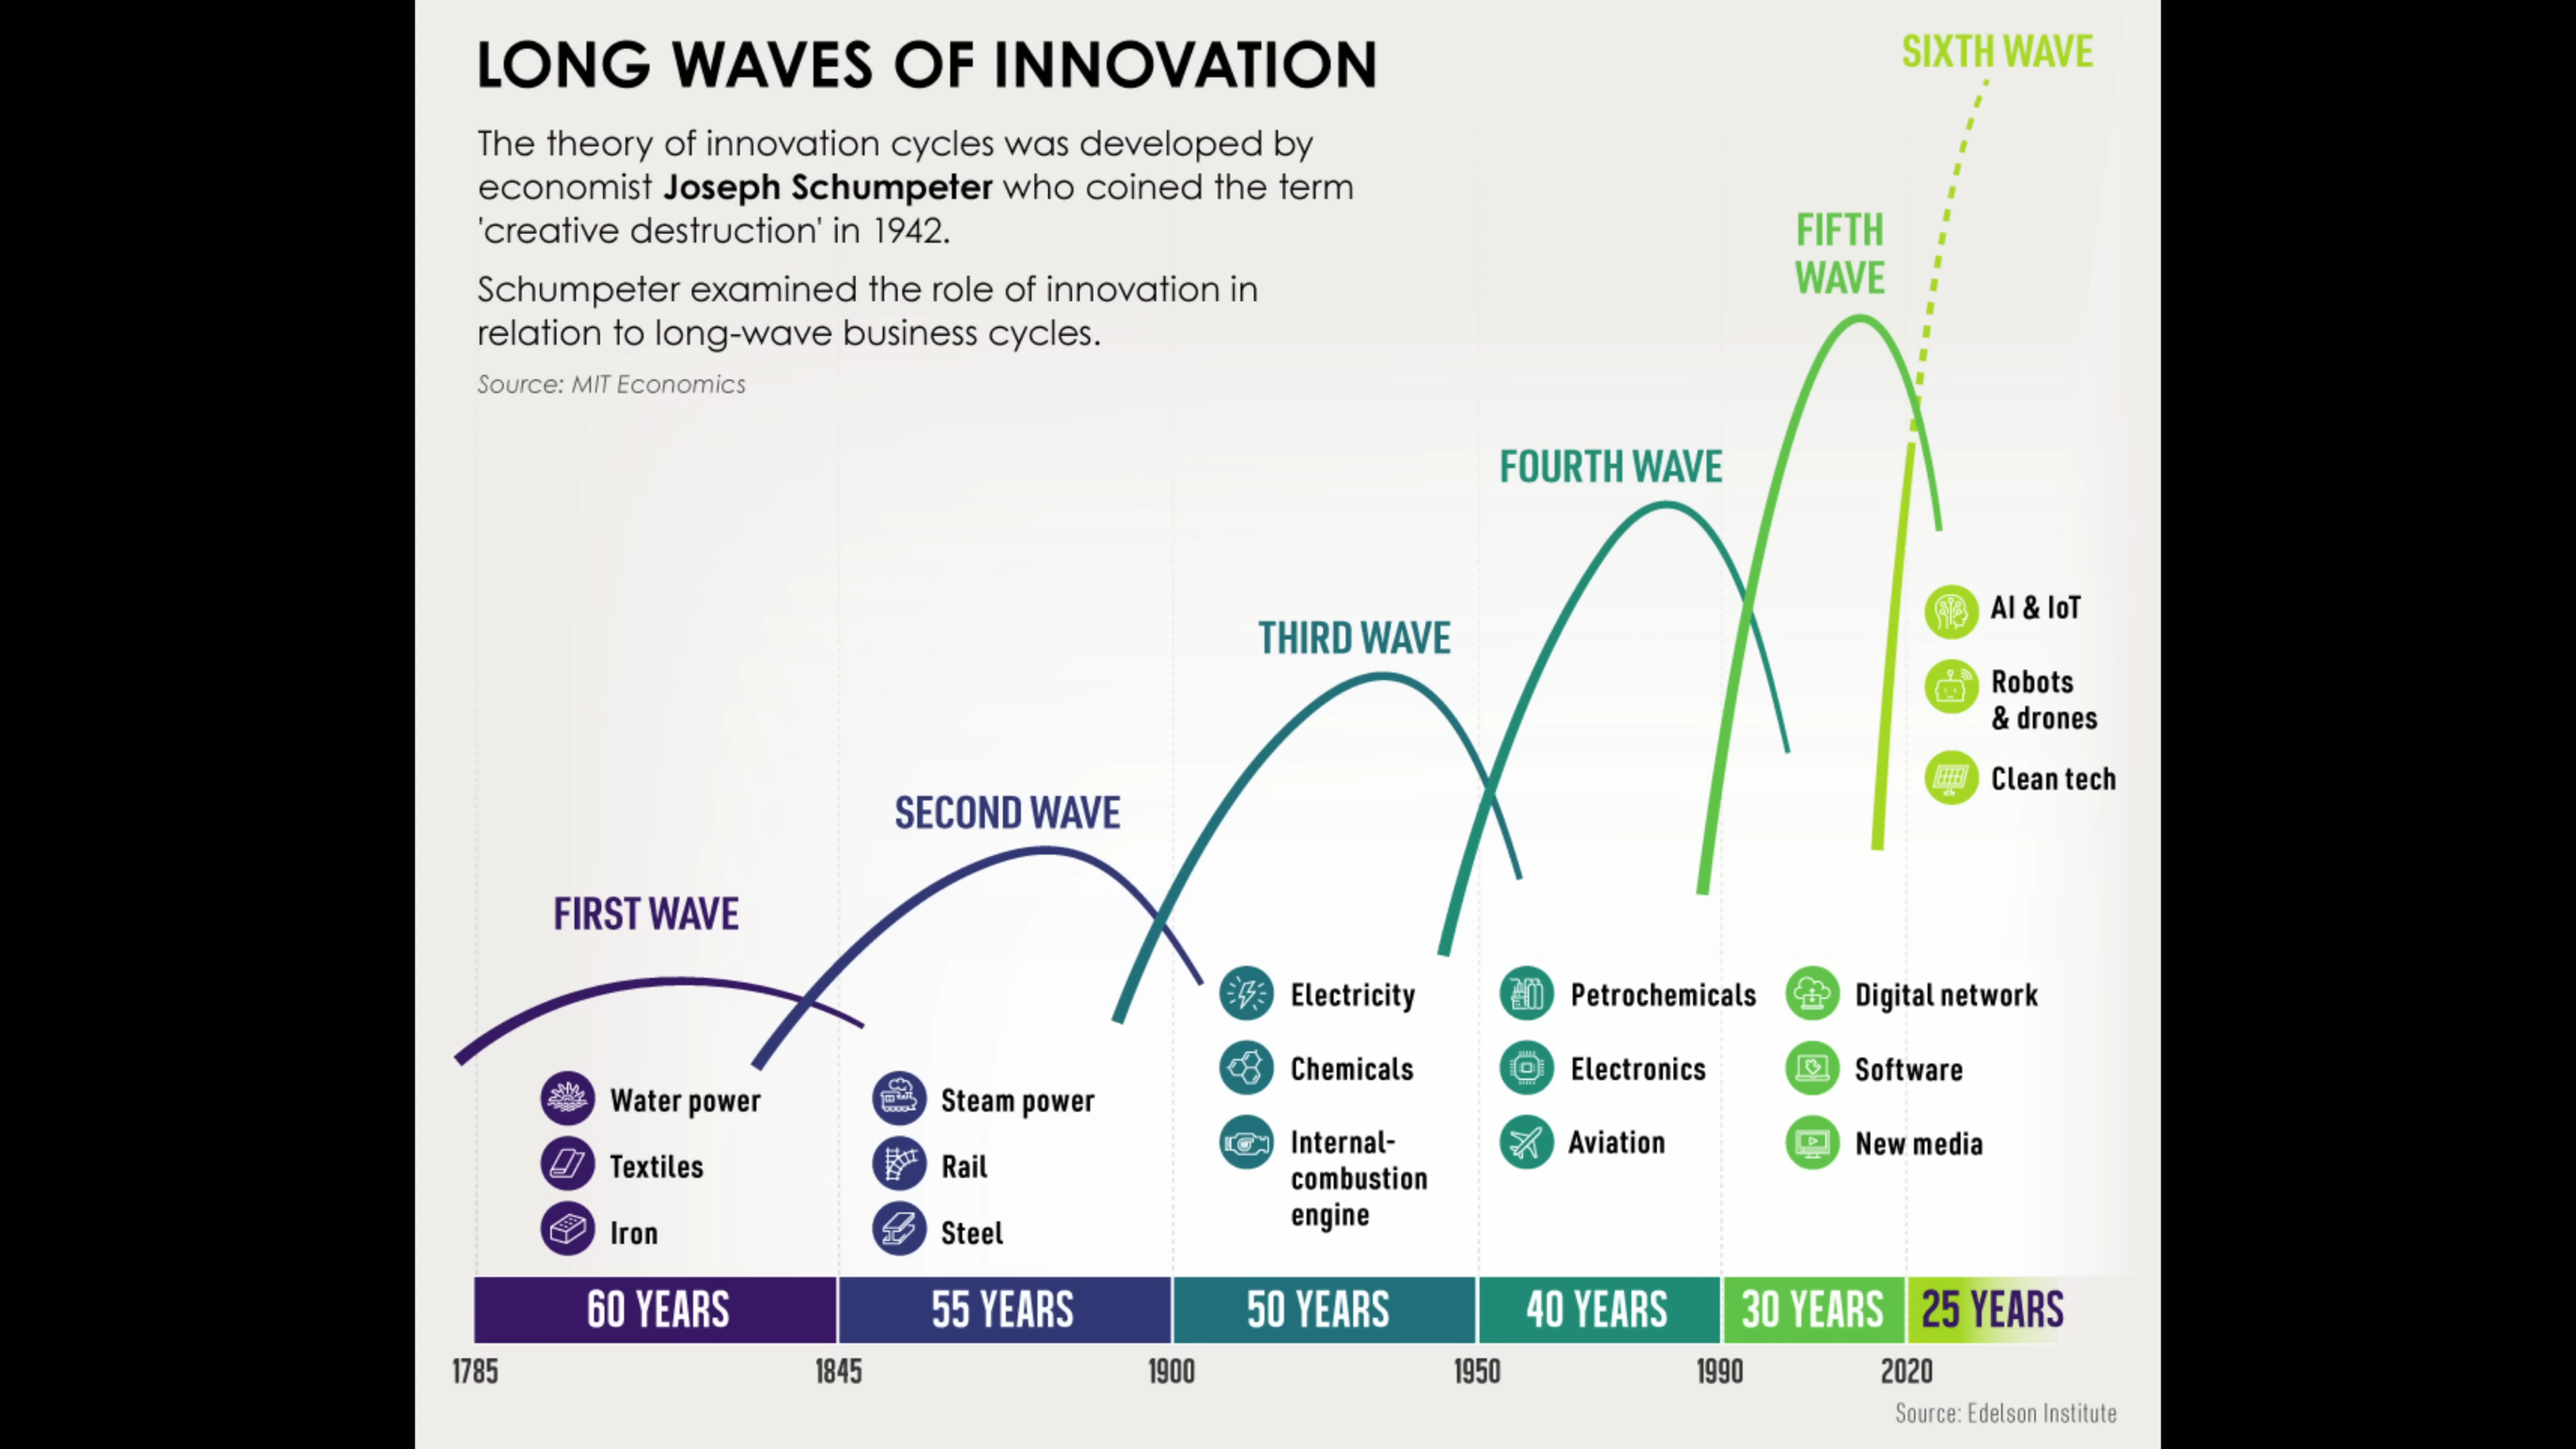 LONG WAVES OF INNOVATION
The theory of innovation cycles was developed by
economist Joseph Schumpeter who coined the term
'creative destruction' in 1942.
Schumpeter examined the role of innovation in
relation to long-wave business cycles.
Source: MIT Economics
FIRST WAVE
SECOND WAVE
THIRD WAVE
FOURTH WAVE
FIFTH
WAVE
SIXTH WAVE
Water power
Textiles
Iron
Steam power
Rail
Steel
Electricity
Chemicals
Internal-
combustion
engine
Petrochemicals
Electronics
Aviation
Digital network
Software
New media
AI & IoT
Robots
& drones
Clean tech
60 YEARS
55 YEARS
50 YEARS
40 YEARS
30 YEARS
25 YEARS
1785
1845
1900
1950
1990
2020
Source: Edelson Institute